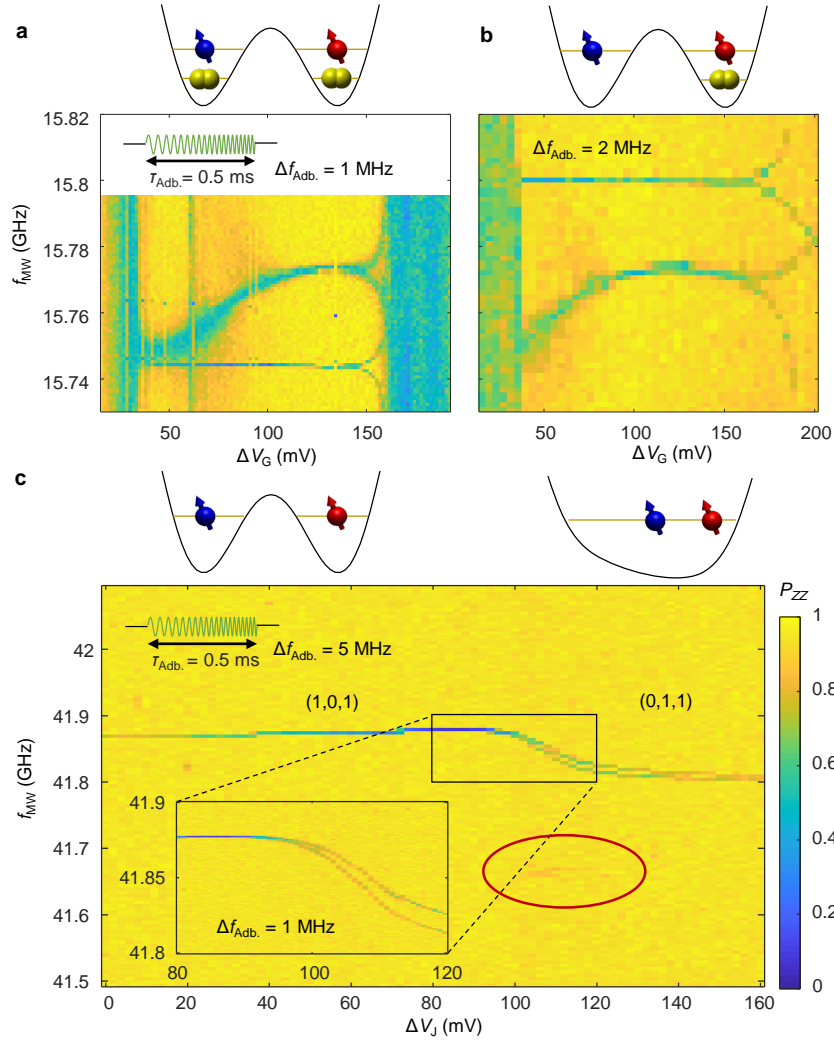 a
b
15.82
15.8
15.78
15.76
15.74
f_MW (GHz)
τ_Adb. = 0.5 ms
Δf_Adb. = 1 MHz
50 100 150
ΔV_G (mV)
Δf_Adb. = 2 MHz
50 100 150 200
ΔV_G (mV)
c
τ_Adb. = 0.5 ms
Δf_Adb. = 5 MHz
(1,0,1)
(0,1,1)
42
41.9
41.8
41.7
41.6
41.5
f_MW (GHz)
41.9
41.85
41.8
Δf_Adb. = 1 MHz
80 100 120
0 20 40 60 80 100 120 140 160
ΔV_J (mV)
P_ZZ
1
0.8
0.6
0.4
0.2
0